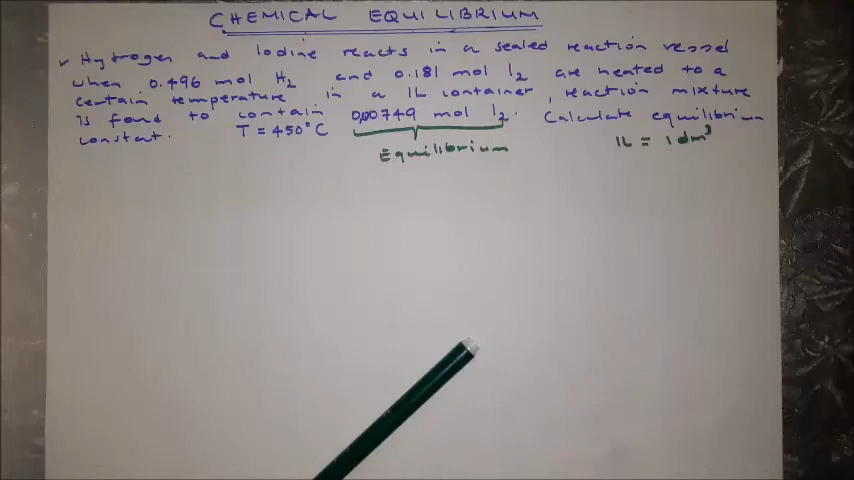 CHEMICAL EQUILIBRIUM
✓ Hydrogen and Iodine reacts in a sealed reaction vessel
when 0.496 mol H₂ and 0.181 mol I₂ are heated to a
certain temperature in a 1L container, reaction mixture
is found to contain 0,00749 mol I₂. Calculate equilibrium
constant. T = 450°C
Equilibrium 1L = 1 dm³